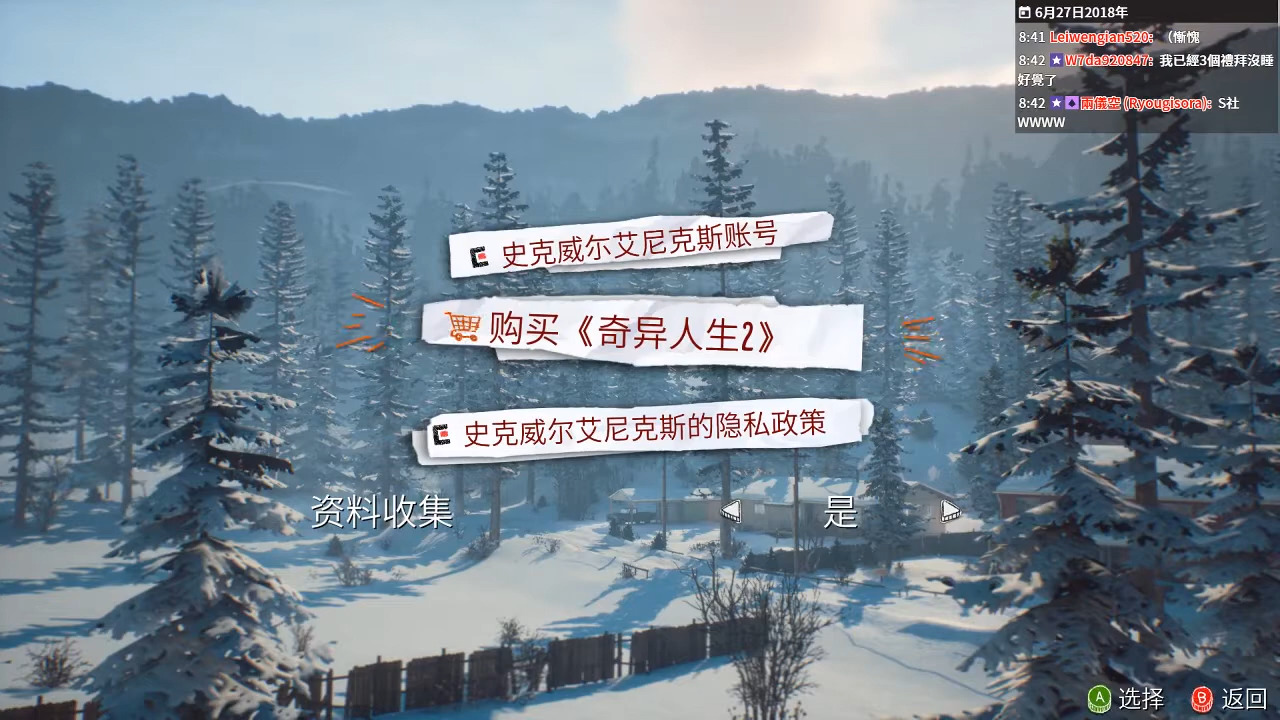 6月27日2018年
8:41 Leiwengian520: （慚愧
8:42 W7da920847: 我已經3個禮拜沒睡
好覺了
8:42 兩儀空 (Ryougisora): S社
WWWW
史克威尔艾尼克斯账号
购买《奇异人生2》
史克威尔艾尼克斯的隐私政策
资料收集 是
A 选择 B 返回